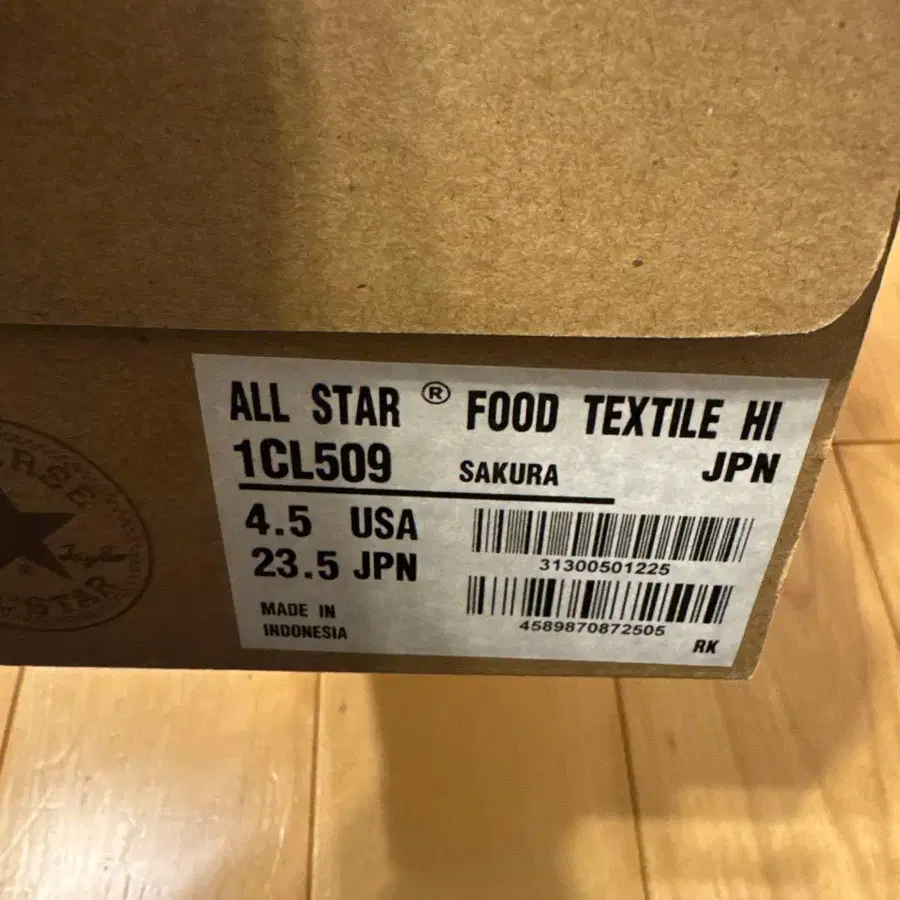 ALL STAR ® FOOD TEXTILE HI
1CL509 SAKURA JPN
4.5 USA
23.5 JPN
31300501225
4589870872505
MADE IN
INDONESIA
RK
STAR